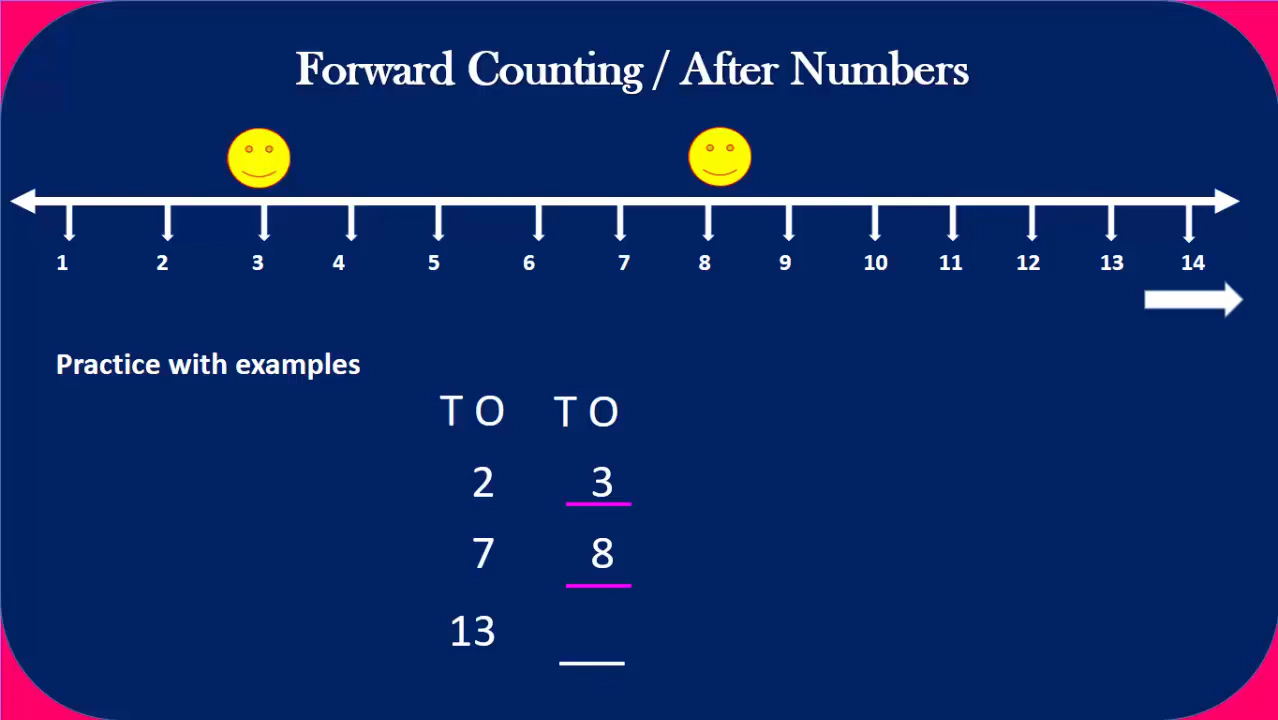 Forward Counting / After Numbers
1 2 3 4 5 6 7 8 9 10 11 12 13 14
Practice with examples
T O T O
2 3
7 8
13